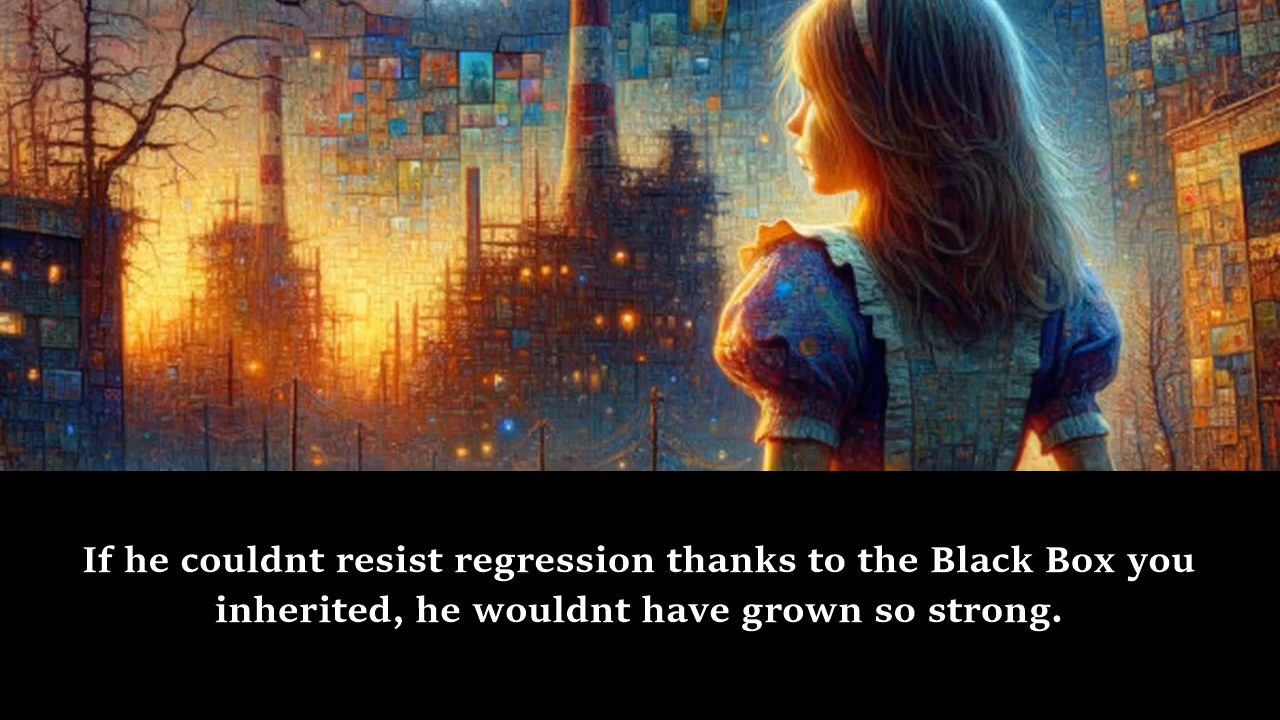 If he couldnt resist regression thanks to the Black Box you
inherited, he wouldnt have grown so strong.